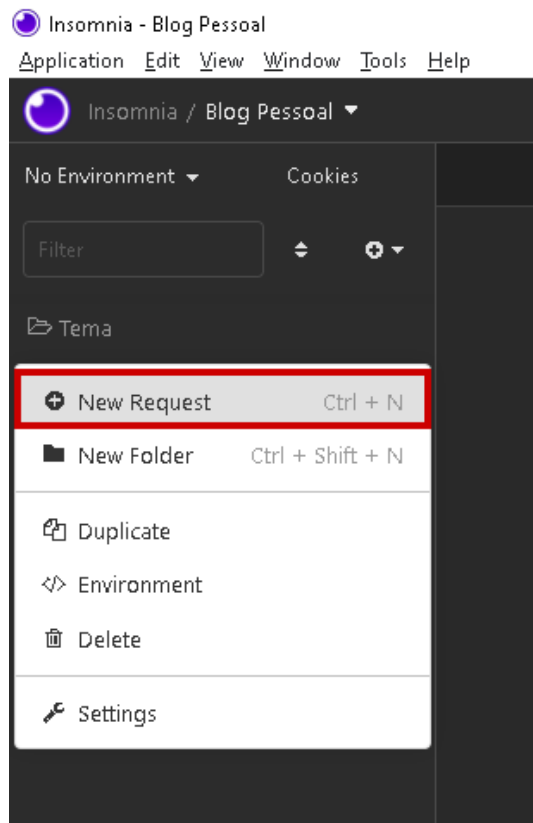 Insomnia - Blog Pessoal
Application Edit View Window Tools Help
Insomnia / Blog Pessoal
No Environment Cookies
Filter
Tema
New Request Ctrl + N
New Folder Ctrl + Shift + N
Duplicate
Environment
Delete
Settings